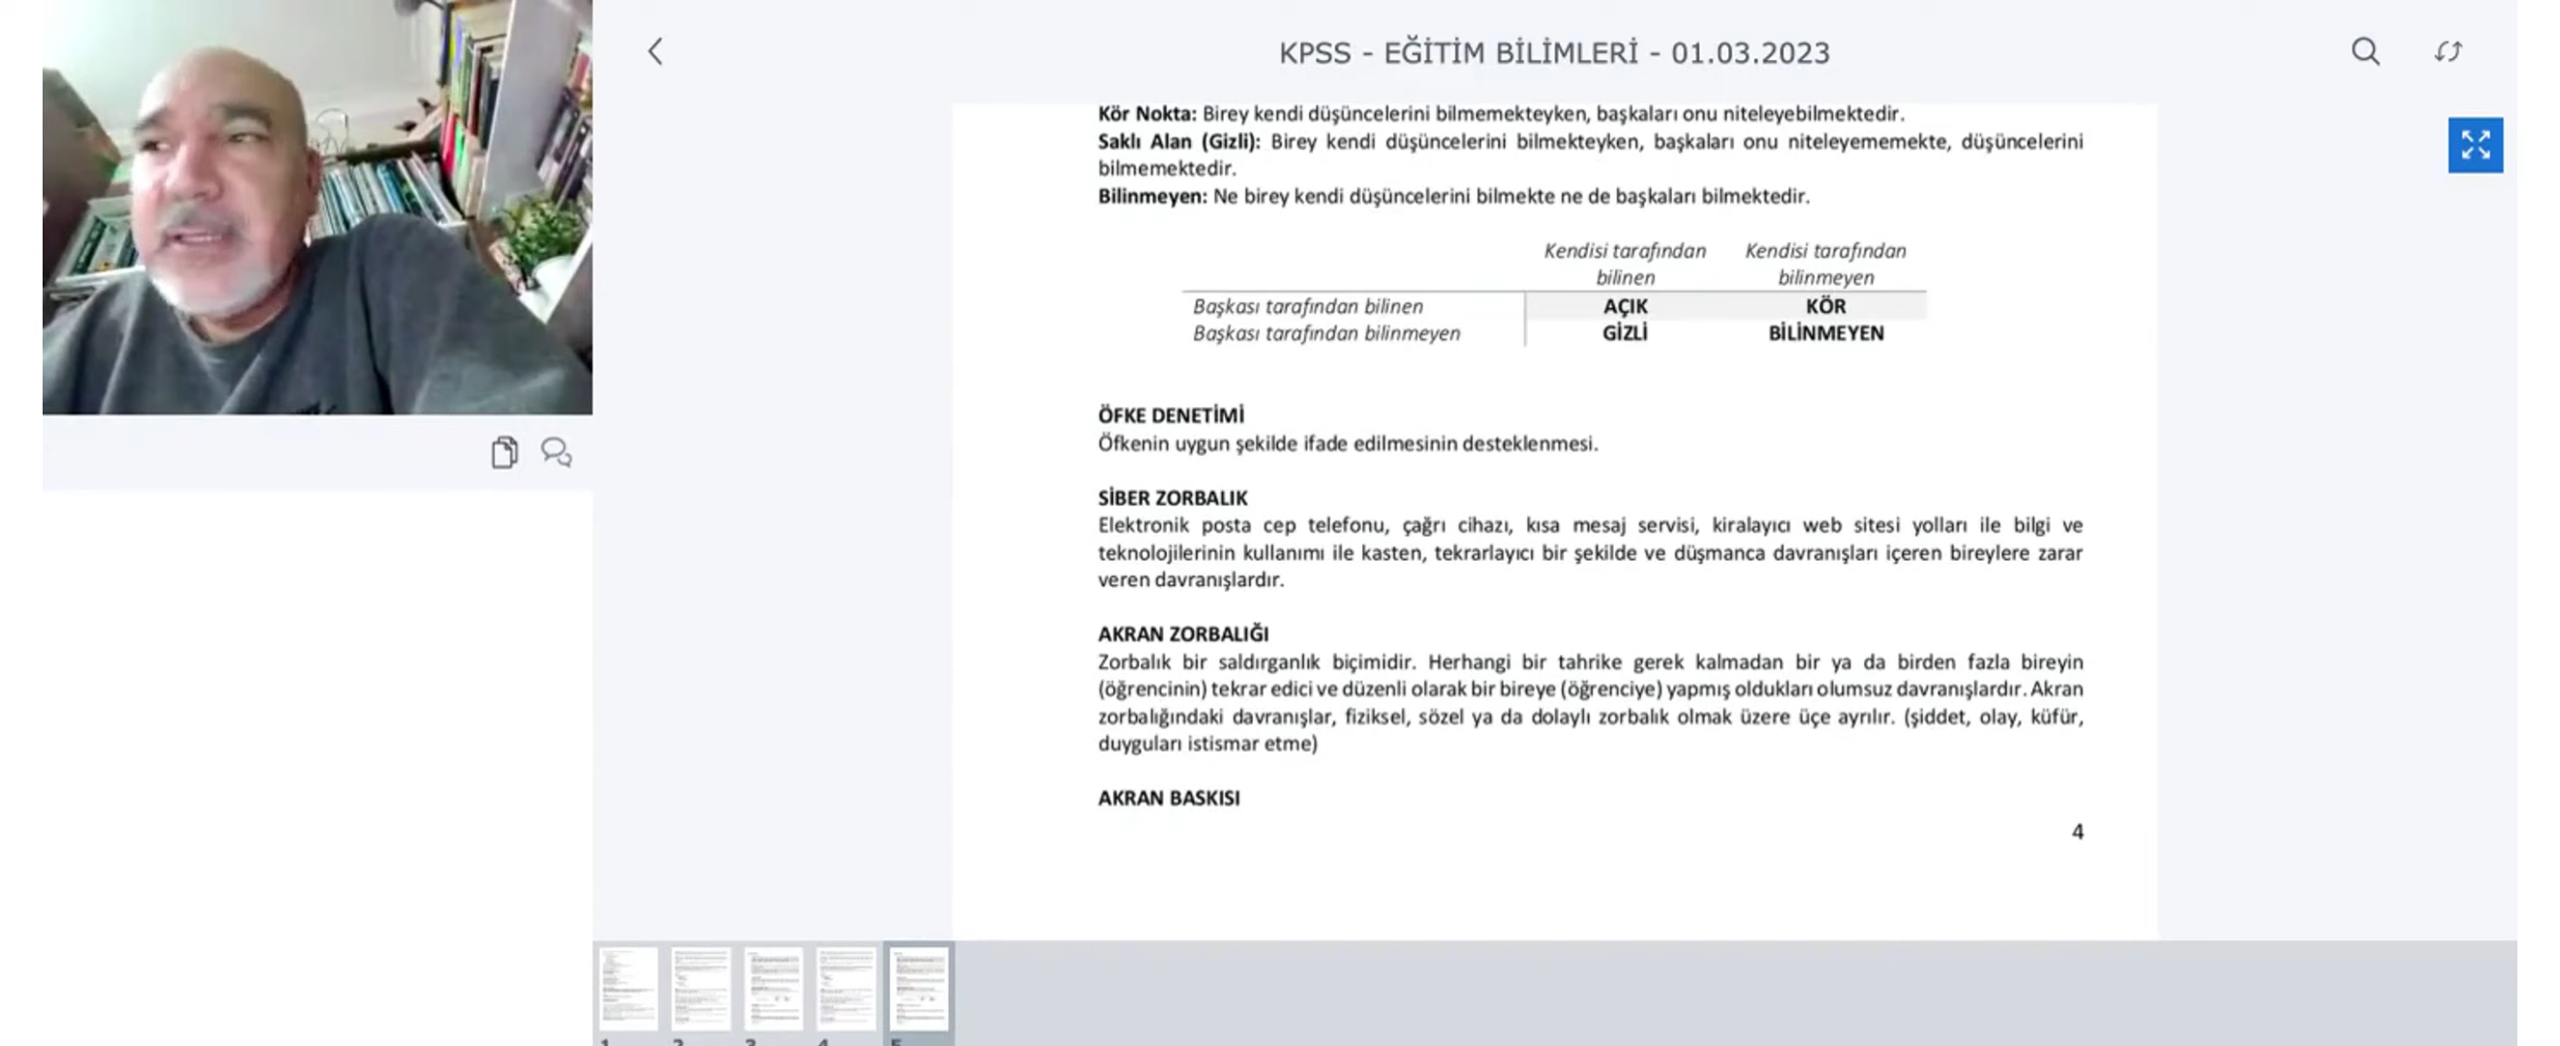 KPSS - EĞİTİM BİLİMLERİ - 01.03.2023
Kör Nokta: Birey kendi düşüncelerini bilmemekteyken, başkaları onu niteleyebilmektedir.
Saklı Alan (Gizli): Birey kendi düşüncelerini bilmekteyken, başkaları onu niteleyememekte, düşüncelerini
bilmemektedir.
Bilinmeyen: Ne birey kendi düşüncelerini bilmekte ne de başkaları bilmektedir.
Kendisi tarafından Kendisi tarafından
bilinen bilinmeyen
Başkası tarafından bilinen AÇIK KÖR
Başkası tarafından bilinmeyen GİZLİ BİLİNMEYEN
ÖFKE DENETİMİ
Öfkenin uygun şekilde ifade edilmesinin desteklenmesi.
SİBER ZORBALIK
Elektronik posta cep telefonu, çağrı cihazı, kısa mesaj servisi, kiralayıcı web sitesi yolları ile bilgi ve
teknolojilerinin kullanımı ile kasten, tekrarlayıcı bir şekilde ve düşmanca davranışları içeren bireylere zarar
veren davranışlardır.
AKRAN ZORBALIĞI
Zorbalık bir saldırganlık biçimidir. Herhangi bir tahrike gerek kalmadan bir ya da birden fazla bireyin
(öğrencinin) tekrar edici ve düzenli olarak bir bireye (öğrenciye) yapmış oldukları olumsuz davranışlardır. Akran
zorbalığındaki davranışlar, fiziksel, sözel ya da dolaylı zorbalık olmak üzere üçe ayrılır. (şiddet, olay, küfür,
duyguları istismar etme)
AKRAN BASKISI
4
1 2 3 4 5